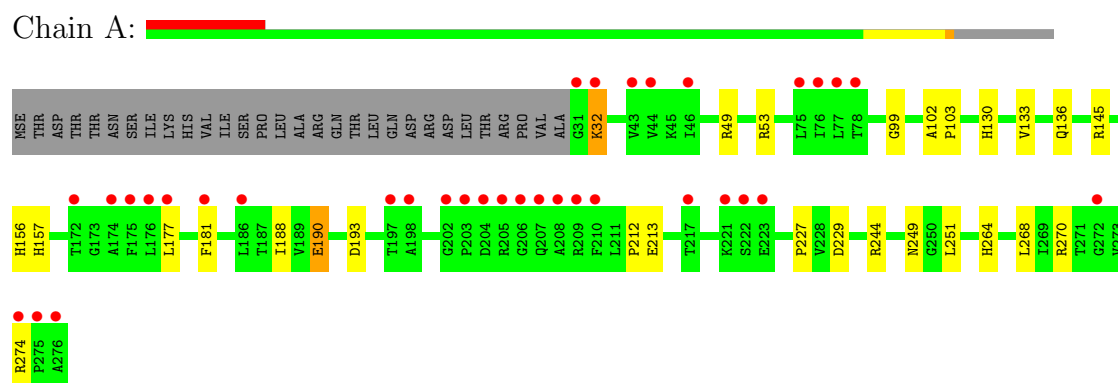 Chain A:
MSE THR ASP THR THR ASN SER ILE LYS HIS VAL ILE SER PRO LEU ALA ARG GLN THR LEU GLN ASP ARG ASP LEU THR ARG PRO VAL ALA G31 K32 V43 V44 K45 I46 R49 R53 L75 I76 L77 T78 G99 A102 P103 H130 V133 Q136 R145
H156 H157 T172 G173 A174 F175 L176 L177 F181 L186 T187 I188 V189 E190 D193 T197 A198 G202 P203 D204 R205 G206 Q207 A208 R209 F210 L211 P212 E213 T217 K221 S222 E223 P227 V228 D229 R244 N249 G250 L251 H264 L268 I269 R270 T271 G272 V273
R274 P275 A276